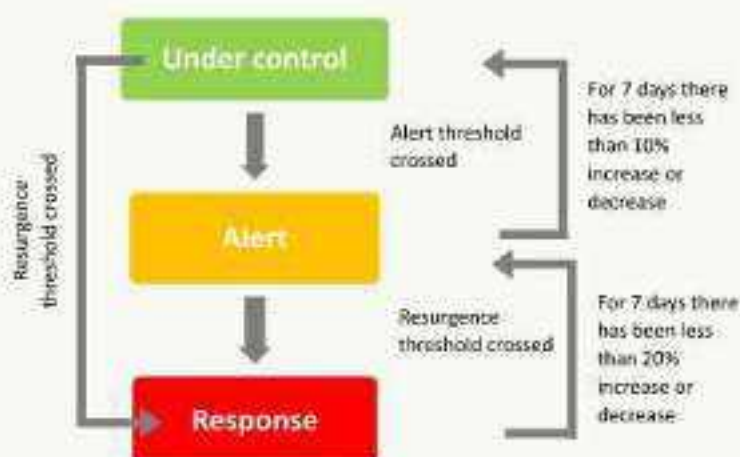 Under control
For 7 days there
has been less
than 10%
increase or
decrease
Alert threshold
crossed
Resurgence
threshold crossed
Alert
Resurgence
threshold crossed
For 7 days there
has been less
than 20%
increase or
decrease
Response